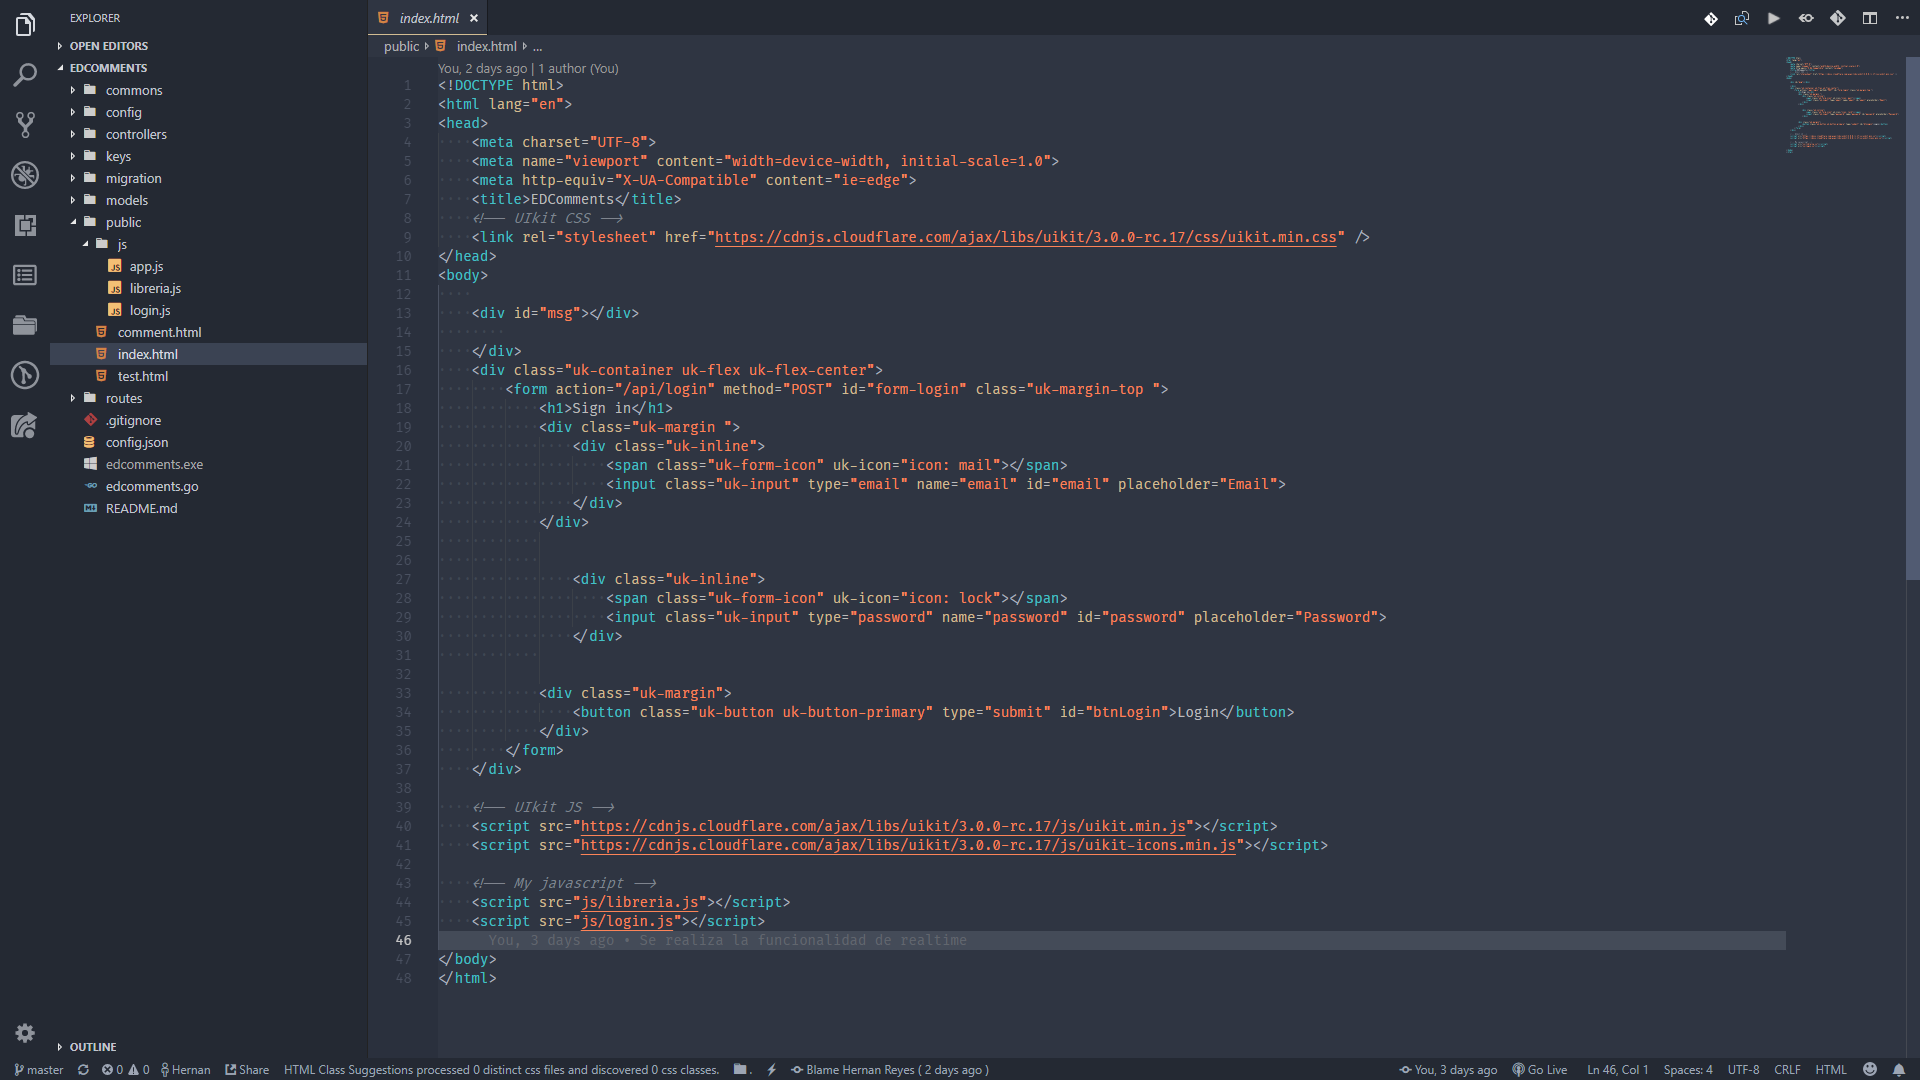 EXPLORER
OPEN EDITORS
EDCOMMENTS
commons
config
controllers
keys
migration
models
public
js
app.js
libreria.js
login.js
comment.html
index.html
test.html
routes
.gitignore
config.json
edcomments.exe
edcomments.go
README.md
OUTLINE
index.html ×
public index.html ...
You, 2 days ago | 1 author (You)
1 <!DOCTYPE html>
2 <html lang="en">
3 <head>
4 <meta charset="UTF-8">
5 <meta name="viewport" content="width=device-width, initial-scale=1.0">
6 <meta http-equiv="X-UA-Compatible" content="ie=edge">
7 <title>EDComments</title>
8 <!-- UIkit CSS -->
9 <link rel="stylesheet" href="https://cdnjs.cloudflare.com/ajax/libs/uikit/3.0.0-rc.17/css/uikit.min.css" />
10 </head>
11 <body>
12
13 <div id="msg"></div>
14
15 </div>
16 <div class="uk-container uk-flex uk-flex-center">
17 <form action="/api/login" method="POST" id="form-login" class="uk-margin-top ">
18 <h1>Sign in</h1>
19 <div class="uk-margin ">
20 <div class="uk-inline">
21 <span class="uk-form-icon" uk-icon="icon: mail"></span>
22 <input class="uk-input" type="email" name="email" id="email" placeholder="Email">
23 </div>
24 </div>
25
26
27 <div class="uk-inline">
28 <span class="uk-form-icon" uk-icon="icon: lock"></span>
29 <input class="uk-input" type="password" name="password" id="password" placeholder="Password">
30 </div>
31
32
33 <div class="uk-margin">
34 <button class="uk-button uk-button-primary" type="submit" id="btnLogin">Login</button>
35 </div>
36 </form>
37 </div>
38
39 <!-- UIkit JS -->
40 <script src="https://cdnjs.cloudflare.com/ajax/libs/uikit/3.0.0-rc.17/js/uikit.min.js"></script>
41 <script src="https://cdnjs.cloudflare.com/ajax/libs/uikit/3.0.0-rc.17/js/uikit-icons.min.js"></script>
42
43 <!-- My javascript -->
44 <script src="js/libreria.js"></script>
45 <script src="js/login.js"></script>
46 You, 3 days ago • Se realiza la funcionalidad de realtime
47 </body>
48 </html>
master 0 0 Hernan Share HTML Class Suggestions processed 0 distinct css files and discovered 0 css classes. . Blame Hernan Reyes ( 2 days ago ) You, 3 days ago Go Live Ln 46, Col 1 Spaces: 4 UTF-8 CRLF HTML